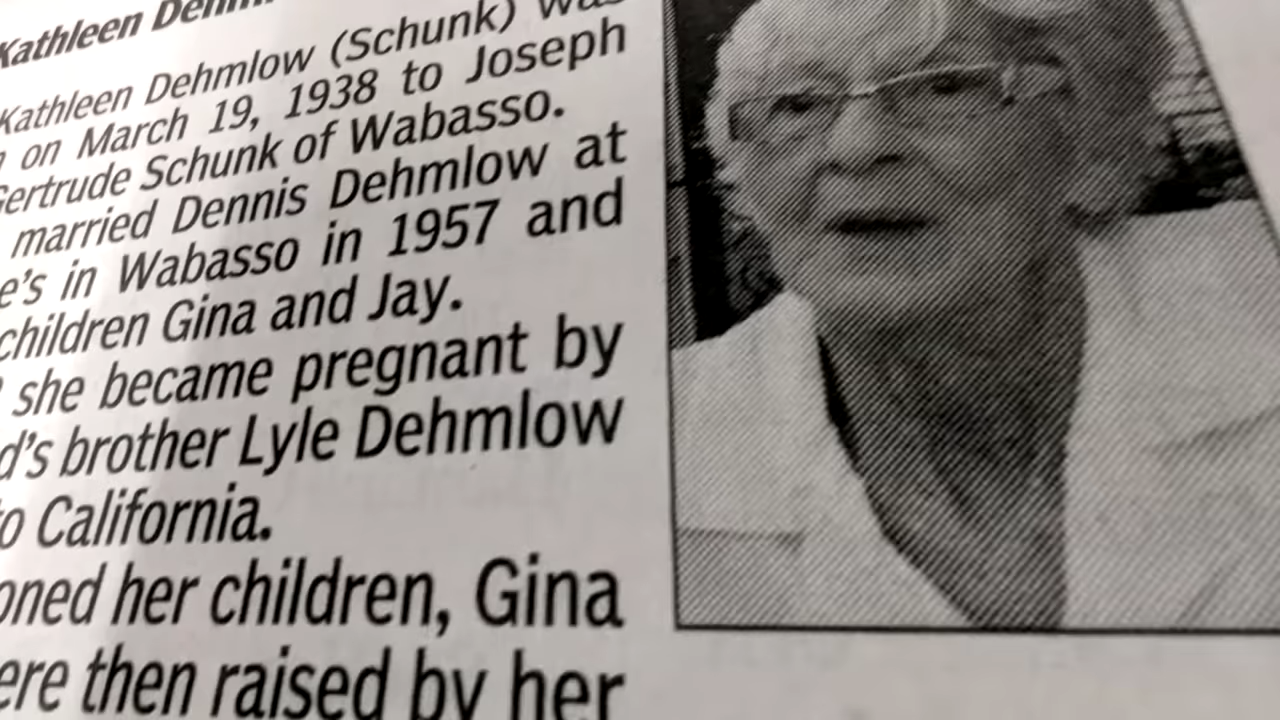 Kathleen
Kathleen Dehmlow (Schunk) was
on March 19, 1938 to Joseph
Gertrude Schunk of Wabasso.
married Dennis Dehmlow at
e's in Wabasso in 1957 and
children Gina and Jay.
she became pregnant by
d's brother Lyle Dehmlow
o California.
oned her children, Gina
ere then raised by her